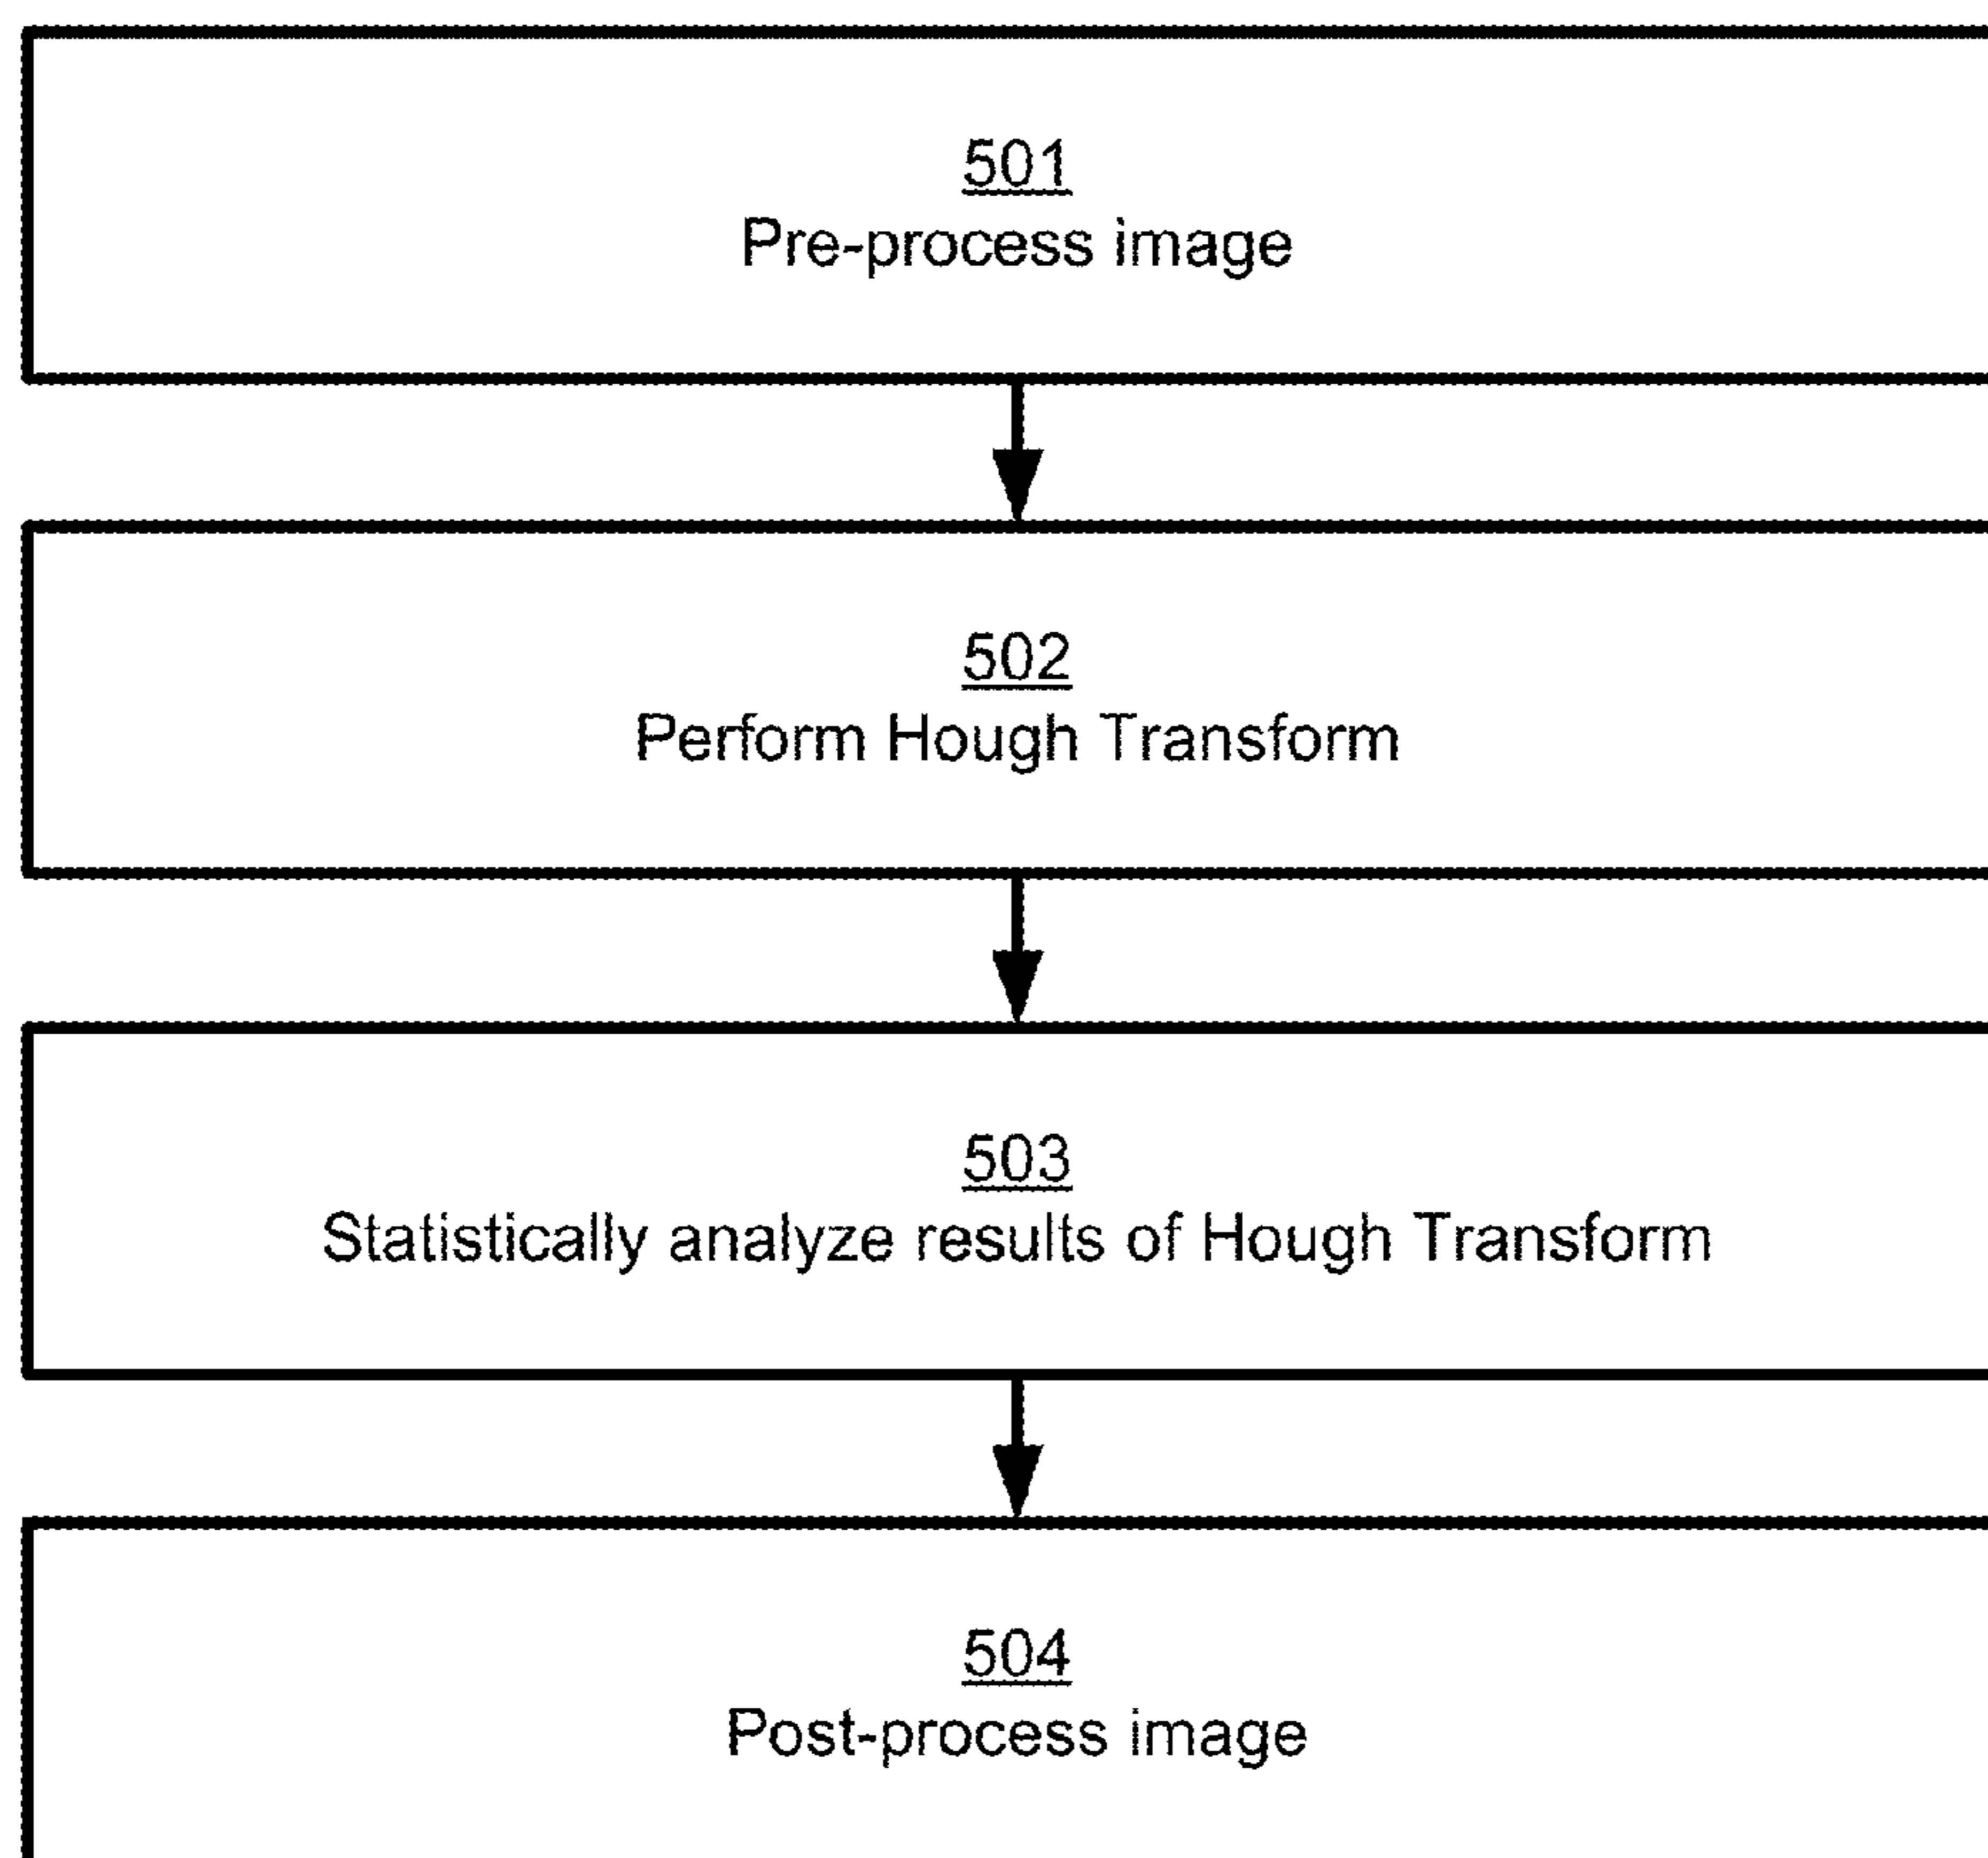 501
Pre-process image
502
Perform Hough Transform
503
Statistically analyze results of Hough Transform
504
Post-process image